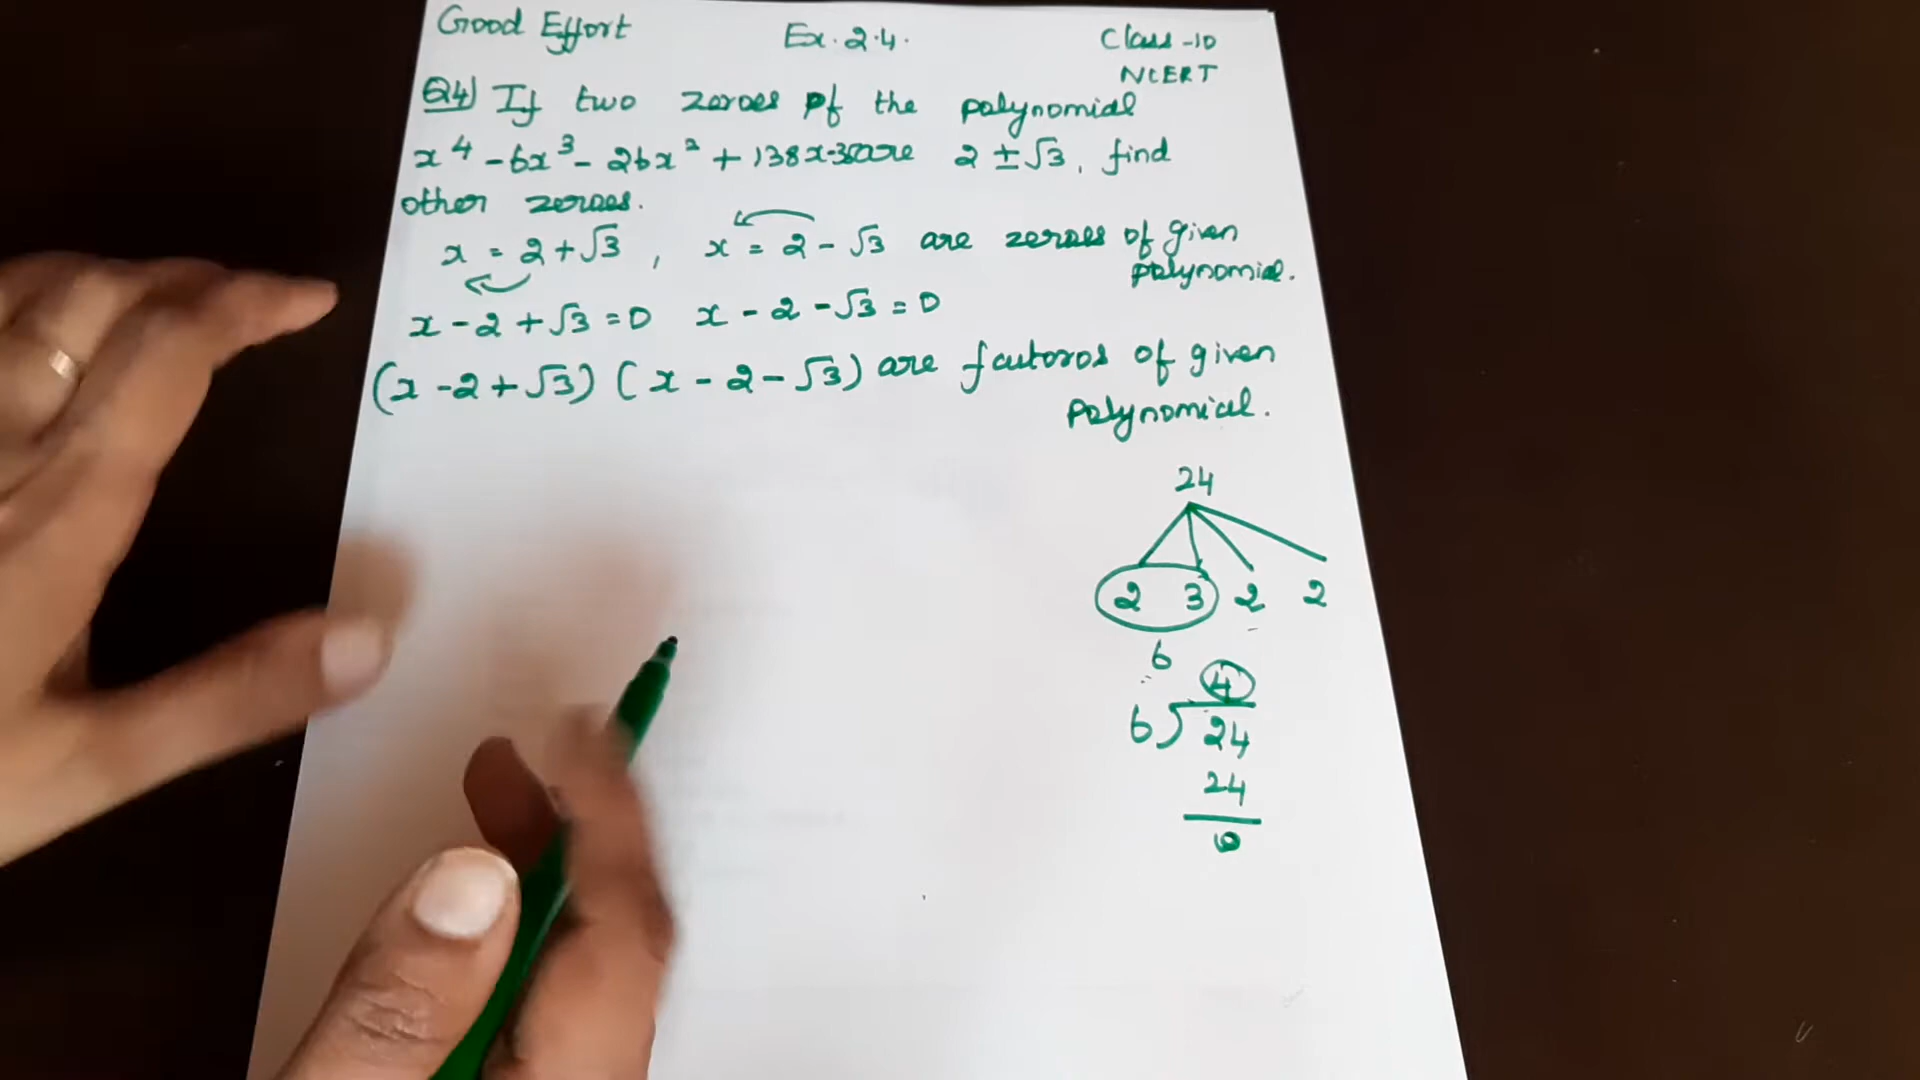 Good Effort Ex. 2.4. Class -10
NCERT
Q4) If two zeroes of the polynomial
x⁴ - 6x³ - 26x² + 138x-35are 2 ± √3, find
other zeroes.
x = 2 + √3 , x = 2 - √3 are zeroes of given
polynomial.
x - 2 + √3 = 0 x - 2 - √3 = 0
(x - 2 + √3) (x - 2 - √3) are factoros of given
Polynomial.
24
2 3 2 2
6
4
6) 24
24
0